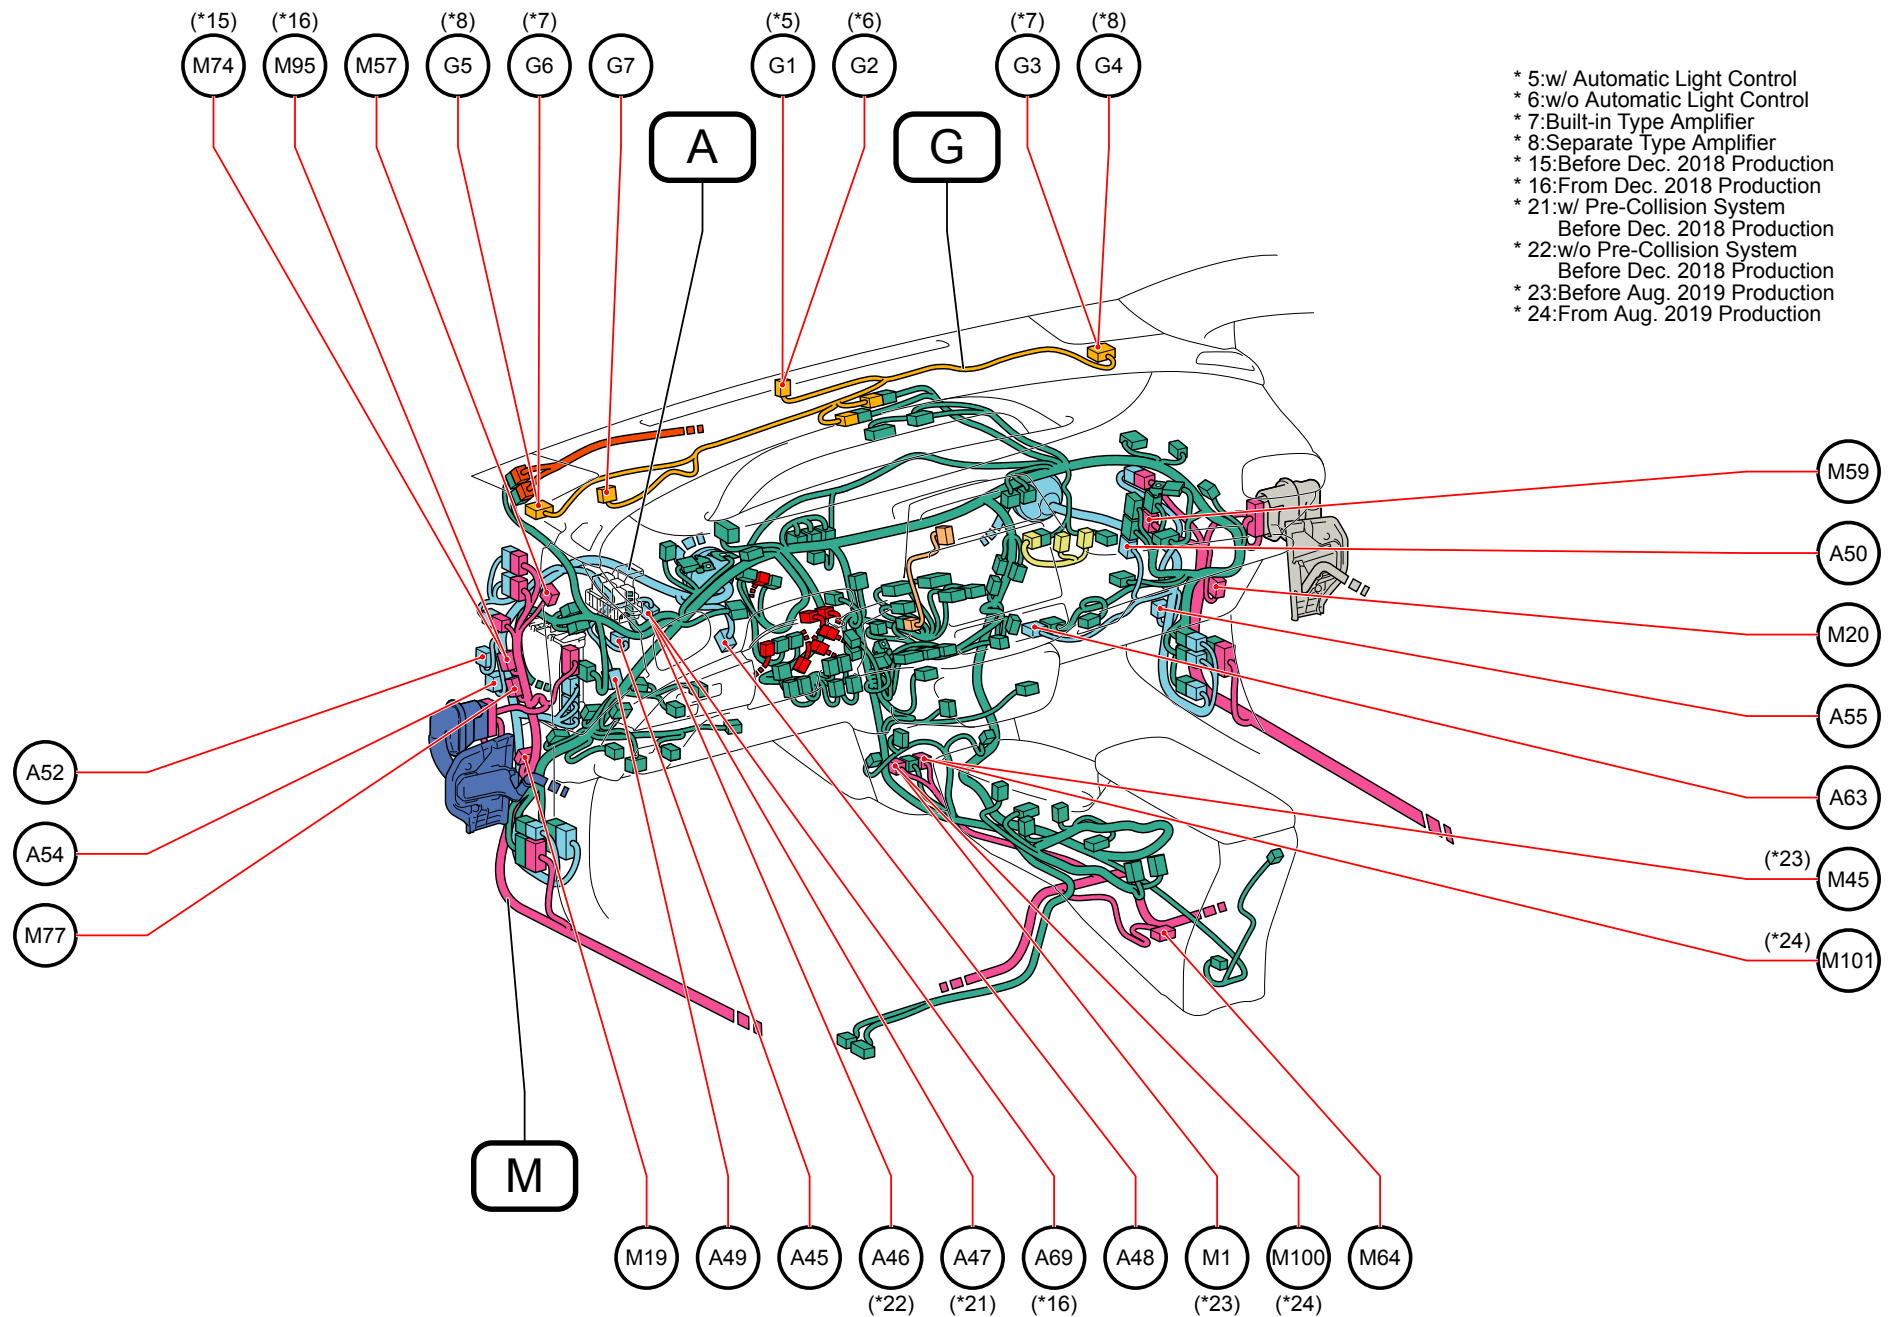 (*15) (*16) (*8) (*7) (*5) (*6) (*7) (*8)
M74 M95 M57 G5 G6 G7 G1 G2 G3 G4
* 5:w/ Automatic Light Control
* 6:w/o Automatic Light Control
* 7:Built-in Type Amplifier
* 8:Separate Type Amplifier
* 15:Before Dec. 2018 Production
* 16:From Dec. 2018 Production
* 21:w/ Pre-Collision System
Before Dec. 2018 Production
* 22:w/o Pre-Collision System
Before Dec. 2018 Production
* 23:Before Aug. 2019 Production
* 24:From Aug. 2019 Production
A
G
M59
A50
M20
A55
A52
A63
A54
(*23)
M45
M77
(*24)
M101
M
M19 A49 A45 A46 A47 A69 A48 M1 M100 M64
(*22) (*21) (*16) (*23) (*24)